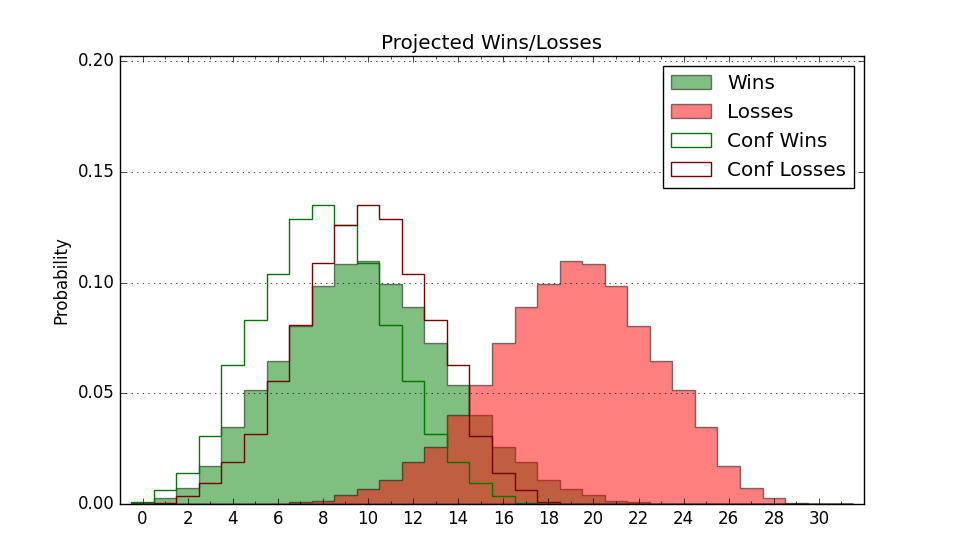 Projected Wins/Losses
0.20
0.15
0.10
0.05
0.00
Probability
Wins
Losses
Conf Wins
Conf Losses
0 2 4 6 8 10 12 14 16 18 20 22 24 26 28 30